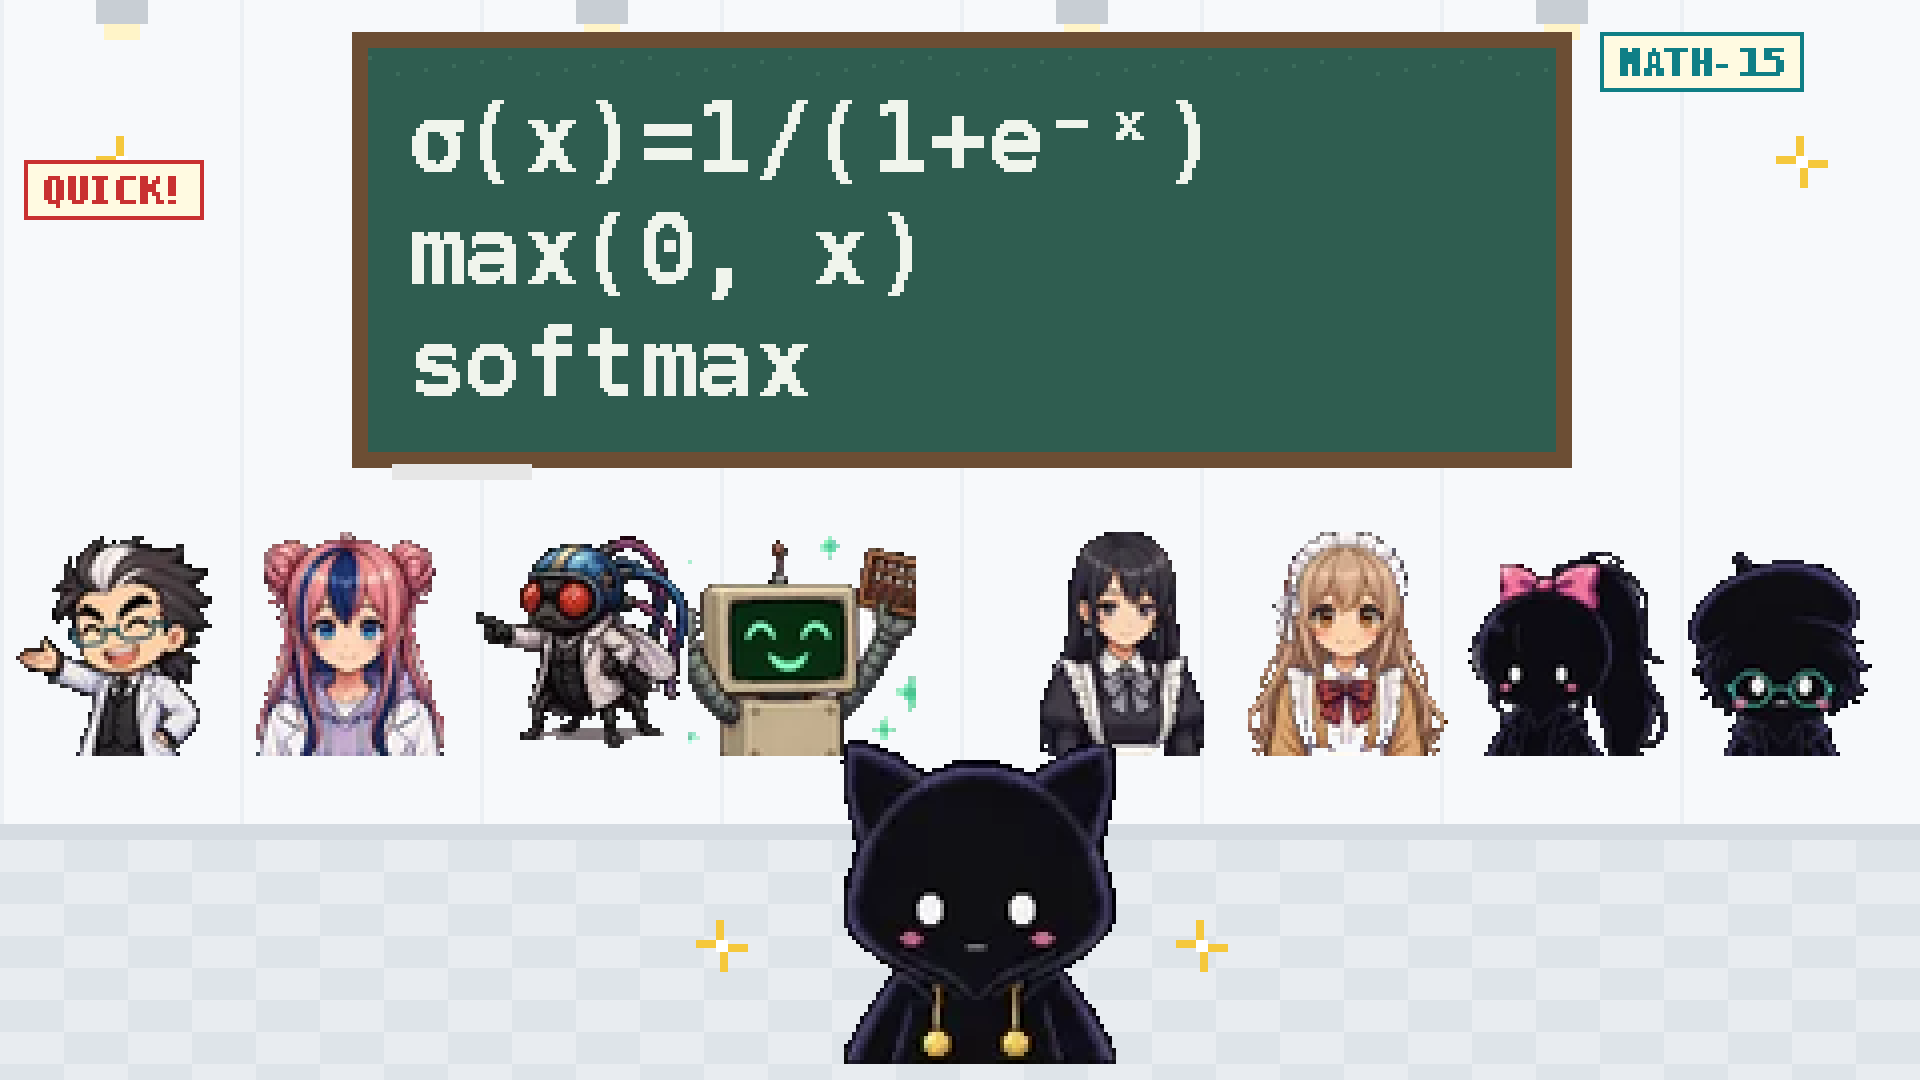 MATH-15
QUICK!
σ(x)=1/(1+e⁻ˣ)
max(0, x)
softmax